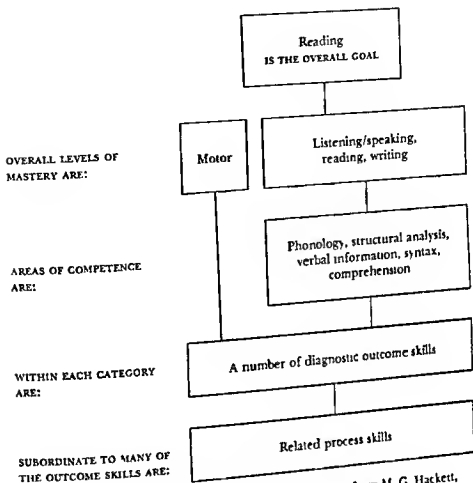 Reading
IS THE OVERALL GOAL
OVERALL LEVELS OF
MASTERY ARE:
Motor
Listening/speaking,
reading, writing
AREAS OF COMPETENCE
ARE:
Phonology, structural analysis,
verbal information, syntax,
comprehension
WITHIN EACH CATEGORY
ARE:
A number of diagnostic outcome skills
SUBORDINATE TO MANY OF
THE OUTCOME SKILLS ARE:
Related process skills
M. G. Hackett,